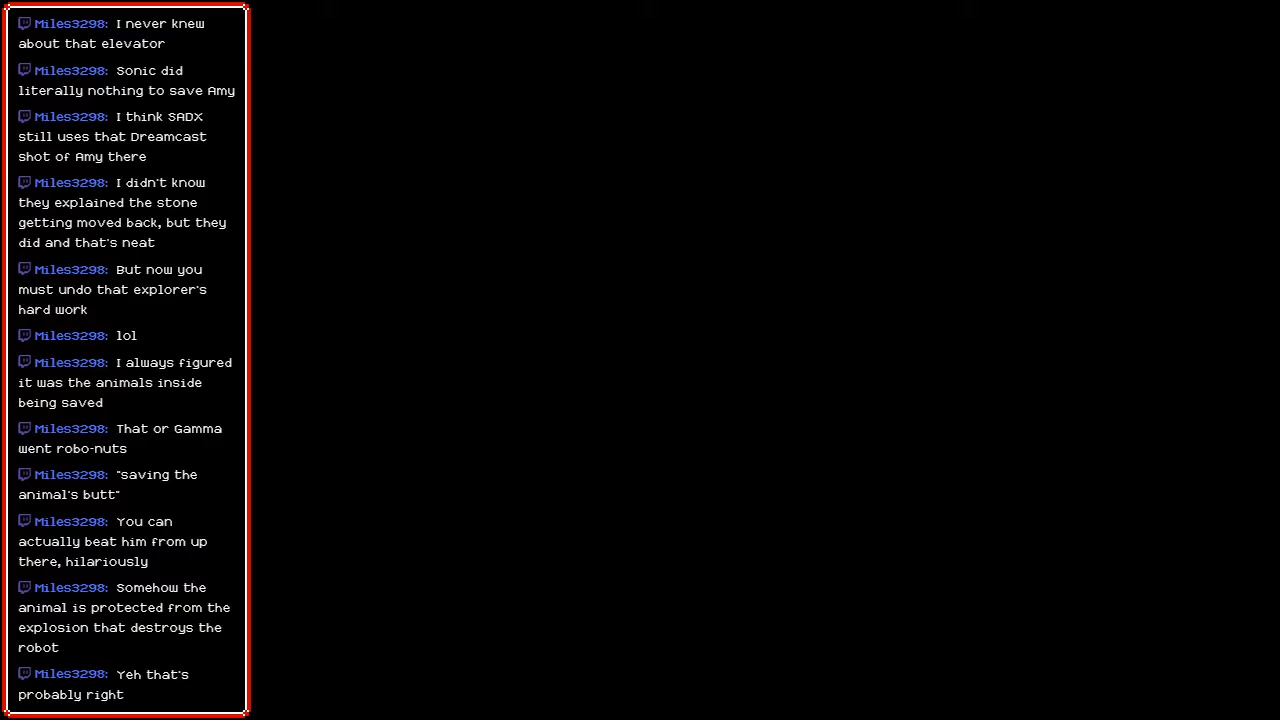 Miles3298: I never knew
about that elevator
Miles3298: Sonic did
literally nothing to save Amy
Miles3298: I think SADX
still uses that Dreamcast
shot of Amy there
Miles3298: I didn't know
they explained the stone
getting moved back, but they
did and that's neat
Miles3298: But now you
must undo that explorer's
hard work
Miles3298: lol
Miles3298: I always figured
it was the animals inside
being saved
Miles3298: That or Gamma
went robo-nuts
Miles3298: "saving the
animal's butt"
Miles3298: You can
actually beat him from up
there, hilariously
Miles3298: Somehow the
animal is protected from the
explosion that destroys the
robot
Miles3298: Yeh that's
probably right